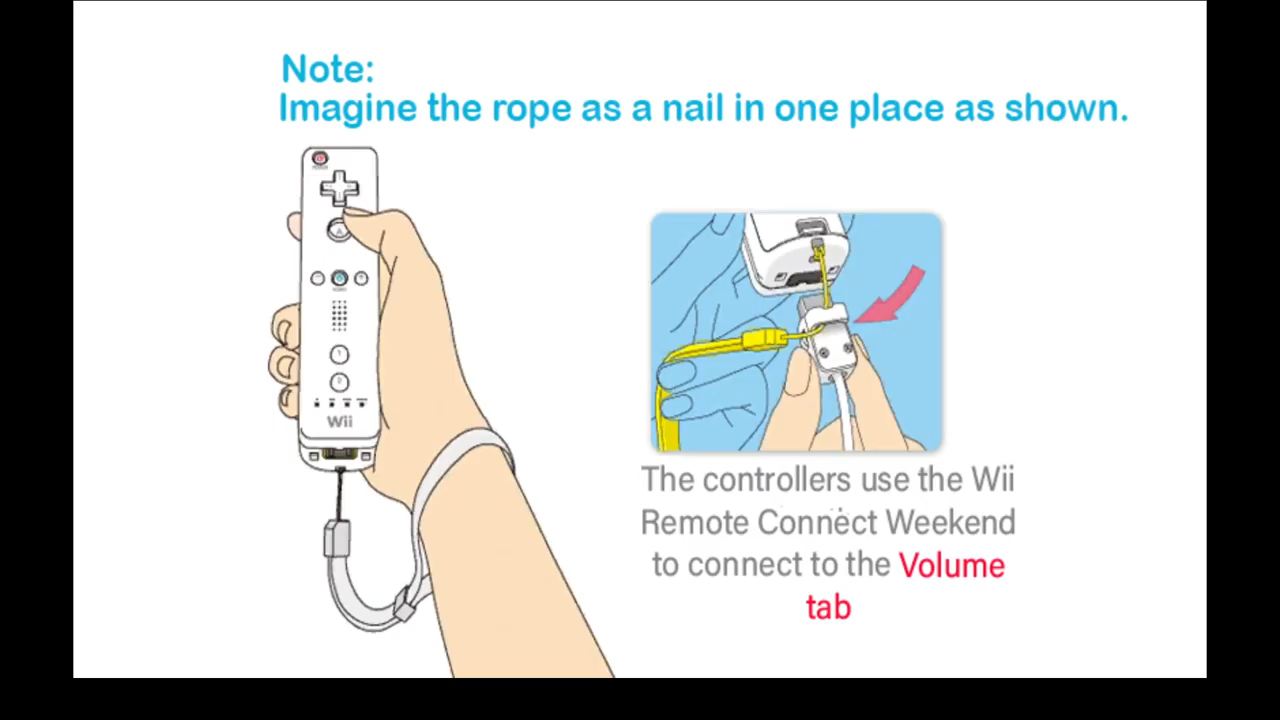 Note:
Imagine the rope as a nail in one place as shown.
Wii
The controllers use the Wii
Remote Connect Weekend
to connect to the Volume
tab